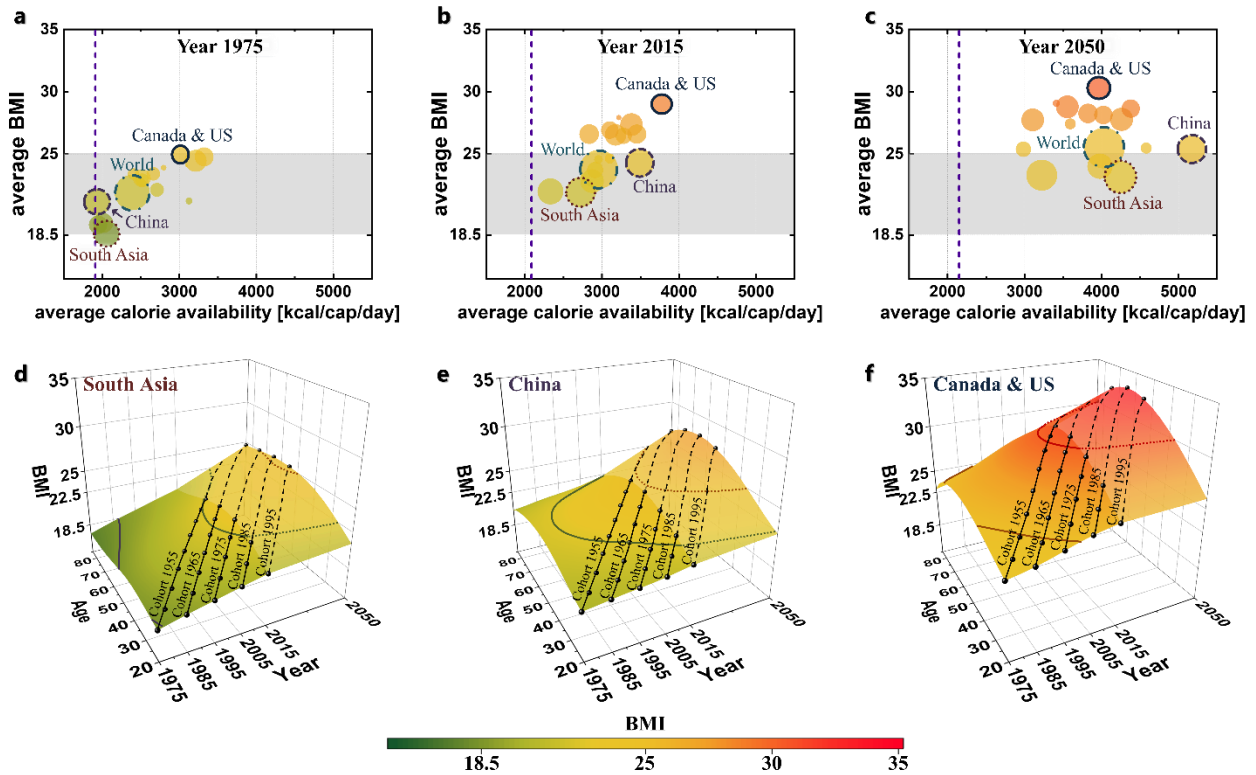 a
Year 1975
average BMI
35
30
25
18.5
Canada & US
World
China
South Asia
2000 3000 4000 5000
average calorie availability [kcal/cap/day]
b
Year 2015
average BMI
35
30
25
18.5
Canada & US
World
China
South Asia
2000 3000 4000 5000
average calorie availability [kcal/cap/day]
c
Year 2050
average BMI
35
30
25
18.5
Canada & US
China
World
South Asia
2000 3000 4000 5000
average calorie availability [kcal/cap/day]
d
South Asia
BMI
35
30
25
22.5
18.5
Cohort 1955
Cohort 1965
Cohort 1975
Cohort 1985
Cohort 1995
Age
80
70
60
50
40
30
20
1975
1985
1995
2005
2015
2050
Year
e
China
BMI
35
30
25
22.5
18.5
Cohort 1955
Cohort 1965
Cohort 1975
Cohort 1985
Cohort 1995
Age
80
70
60
50
40
30
20
1975
1985
1995
2005
2015
2050
Year
f
Canada & US
BMI
35
30
25
22.5
18.5
Cohort 1955
Cohort 1965
Cohort 1975
Cohort 1985
Cohort 1995
Age
80
70
60
50
40
30
20
1975
1985
1995
2005
2015
2050
Year
BMI
18.5 25 30 35